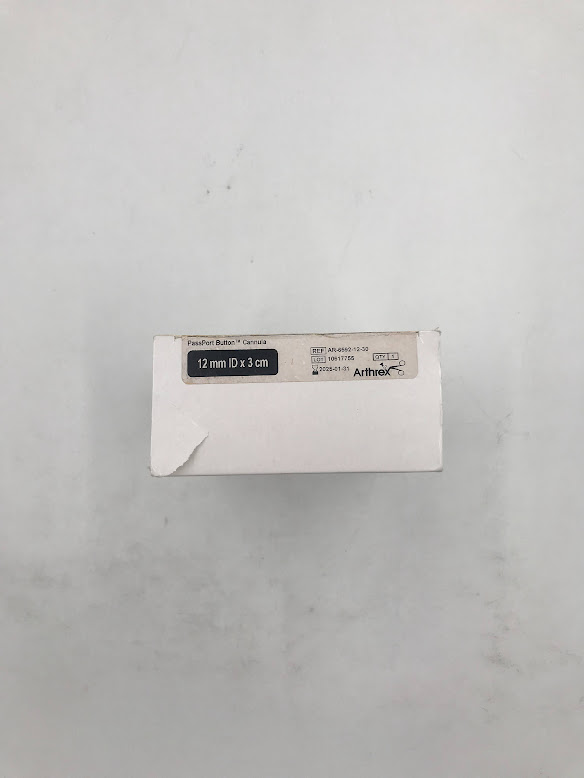 PassPort Button™ Cannula
12 mm ID x 3 cm
REF AR-6592-12-30
LOT 10617755
QTY 1
2026-01-31
Arthrex